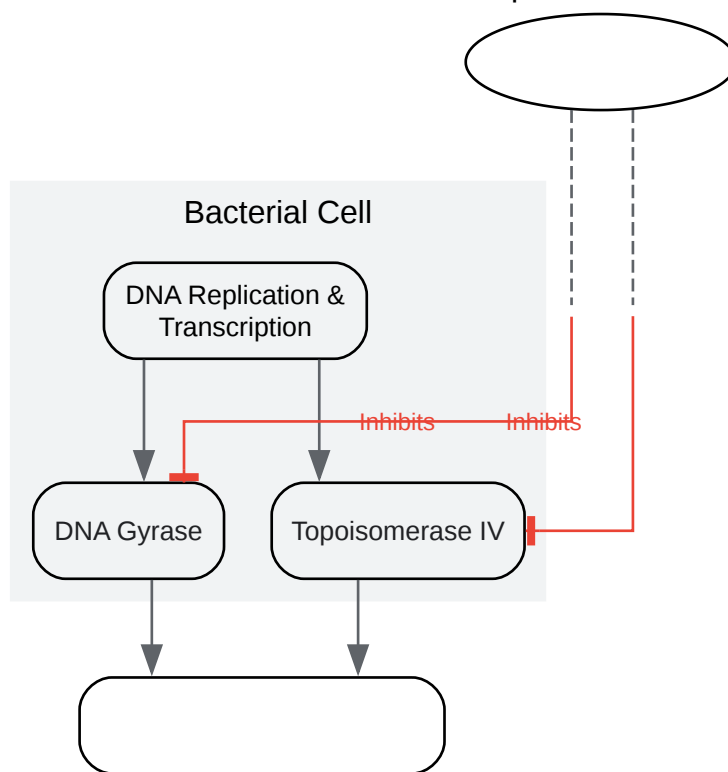 Bacterial Cell
DNA Replication &
Transcription
Inhibits Inhibits
DNA Gyrase
Topoisomerase IV